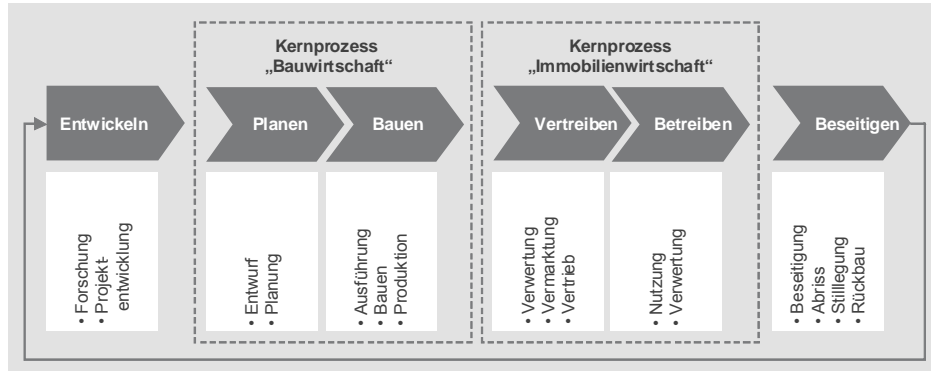 Kernprozess
„Bauwirtschaft“
Kernprozess
„Immobilienwirtschaft“
Entwickeln
Planen
Bauen
Vertreiben
Betreiben
Beseitigen
• Forschung
• Projekt-
entwicklung
• Entwurf
• Planung
• Ausführung
• Bauen
• Produktion
• Verwertung
• Vermarktung
• Vertrieb
• Nutzung
• Verwertung
• Beseitigung
• Abriss
• Stilllegung
• Rückbau